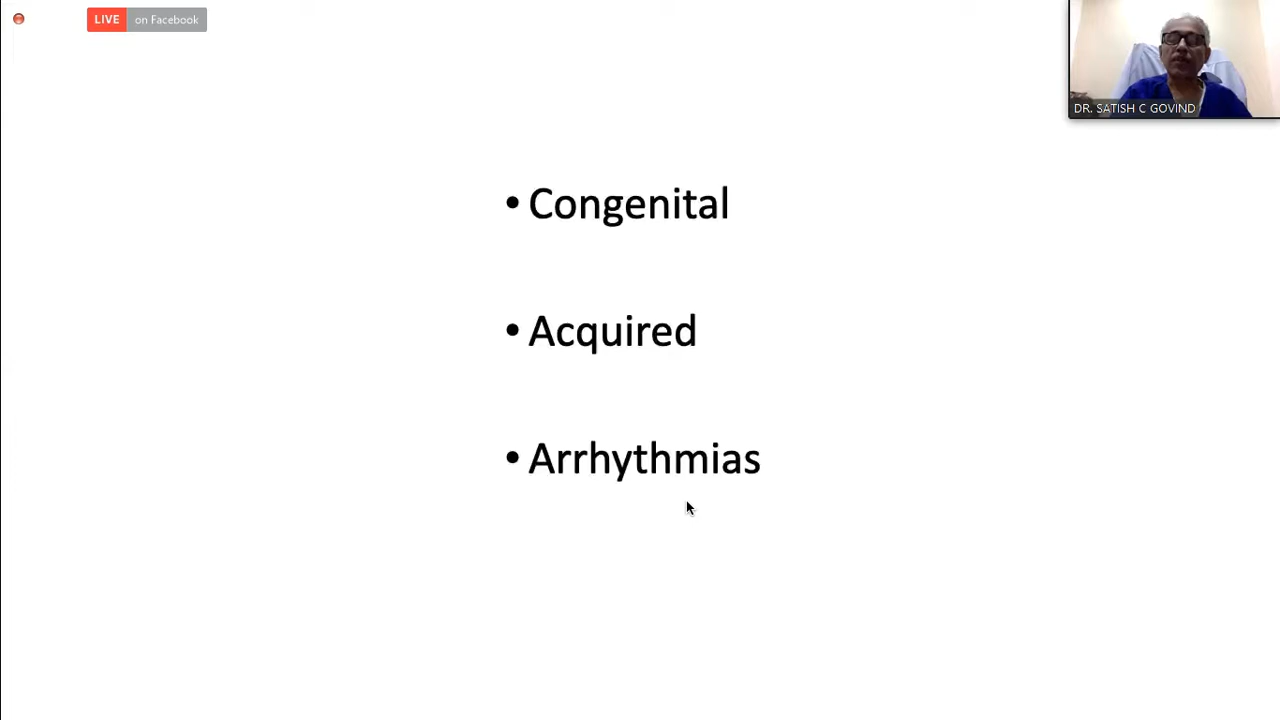 LIVE on Facebook
DR. SATISH C GOVIND
• Congenital
• Acquired
• Arrhythmias